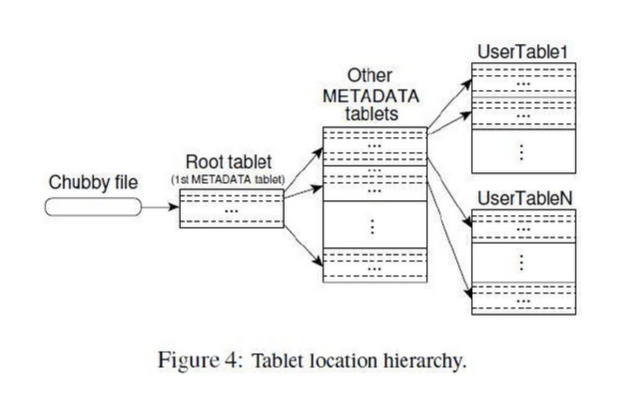 Chubby file
Root tablet
(1st METADATA tablet)
...
Other
METADATA
tablets
...
...
...
⋮
...
UserTable1
...
...
⋮
UserTableN
...
⋮
...
Figure 4: Tablet location hierarchy.